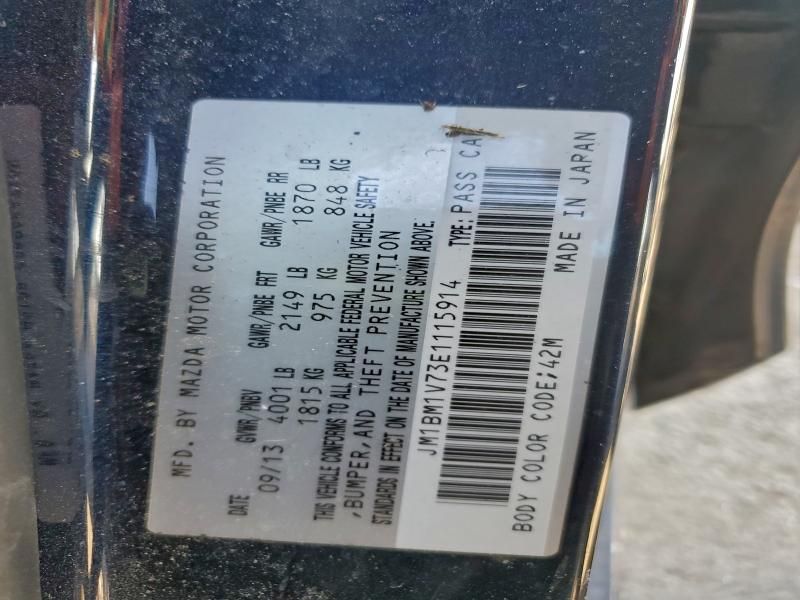 MFD. BY MAZDA MOTOR CORPORATION
DATE GVWR/PNBV GAWR/PNBE FRT GAWR/PNBE RR
09/13 4001 LB 2149 LB 1870 LB
1815 KG 975 KG 848 KG
THIS VEHICLE CONFORMS TO ALL APPLICABLE FEDERAL MOTOR VEHICLE SAFETY
,BUMPER,AND THEFT PREVENTION
STANDARDS IN EFFECT ON THE DATE OF MANUFACTURE SHOWN ABOVE.
JM1BM1V73E1115914 TYPE:PASS CA
BODY COLOR CODE:42M MADE IN JAPAN